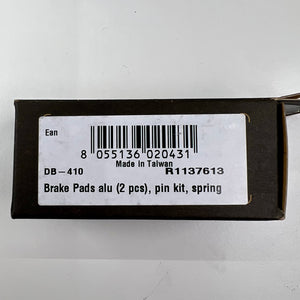 Ean
8 055136 020431
Made In Taiwan
DB-410 R1137613
Brake Pads alu (2 pcs), pin kit, spring